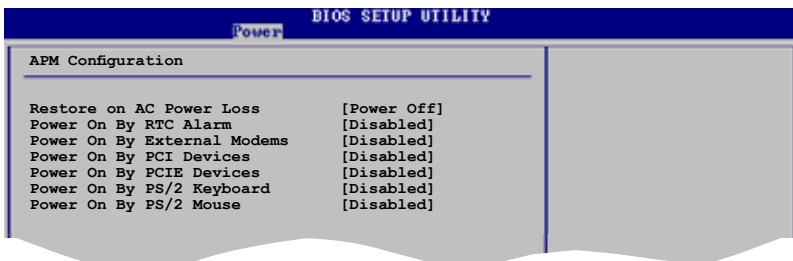 BIOS SETUP UTILITY
Power
APM Configuration
Restore on AC Power Loss [Power Off]
Power On By RTC Alarm [Disabled]
Power On By External Modems [Disabled]
Power On By PCI Devices [Disabled]
Power On By PCIE Devices [Disabled]
Power On By PS/2 Keyboard [Disabled]
Power On By PS/2 Mouse [Disabled]